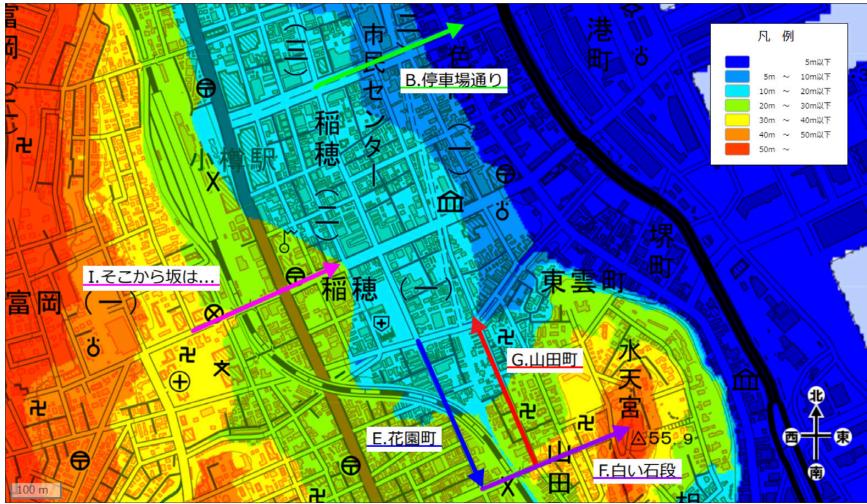 富岡
凡　例
5m以下
5m　～　10m以下
10m　～　20m以下
20m　～　30m以下
30m　～　40m以下
40m　～　50m以下
50m　～
港町
(三)
市民センター
二
色
(一)
B.停車場通り
稲穂
(二)
小樽駅
堺町
東雲町
I.そこから坂は...
富岡(一)
稲穂(一)
G.山田町
水天宮
E.花園町
55.9
F.白い石段
山田
北
西
東
南
100 m